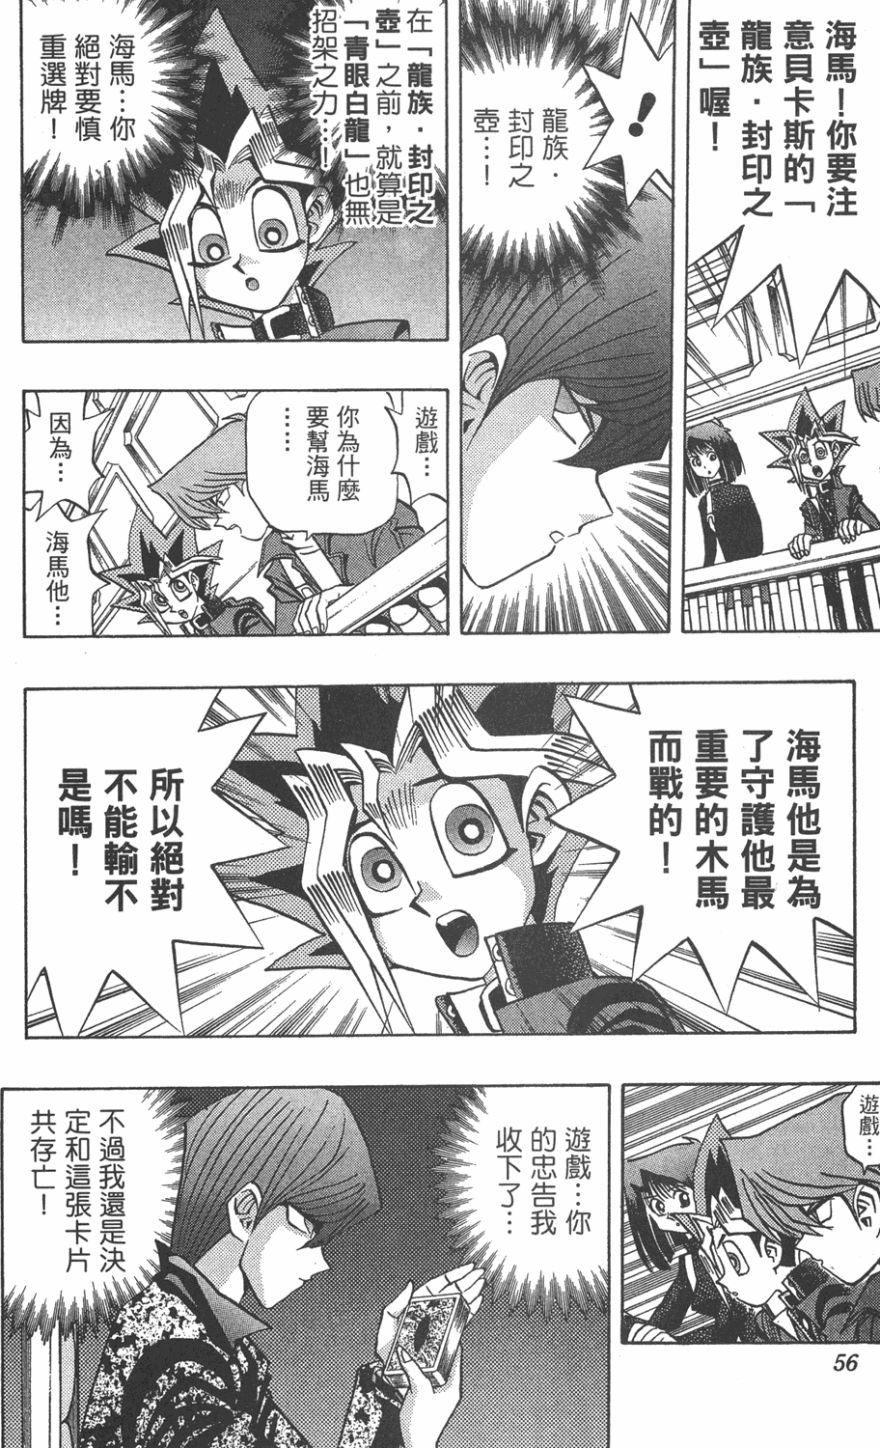 海馬！你要注
意貝卡斯的「
龍族．封印之
壺」喔！
！
龍族．
封印之
壺…！
在「龍族．封印之
壺」之前，就算是
「青眼白龍」也無
招架之力…！
海馬…你
絕對要慎
重選牌！
遊戲…
你為什麼
要幫海馬
……
因為…
海馬他…
海馬他是為
了守護他最
重要的木馬
而戰的！
所以絕對
不能輸不
是嗎！
遊戲…
遊戲…你
的忠告我
收下了…
不過我還是決
定和這張卡片
共存亡！
56